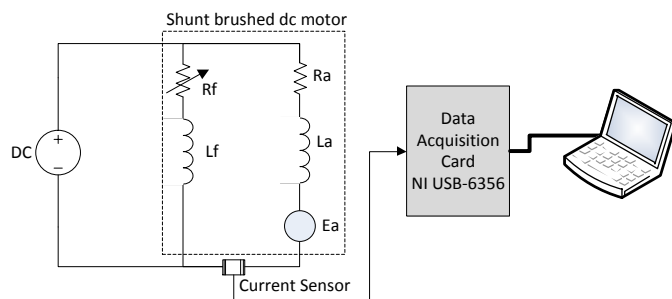 Shunt brushed dc motor
Rf
Ra
Lf
La
DC
+
−
Ea
Current Sensor
Data
Acquisition
Card
NI USB-6356